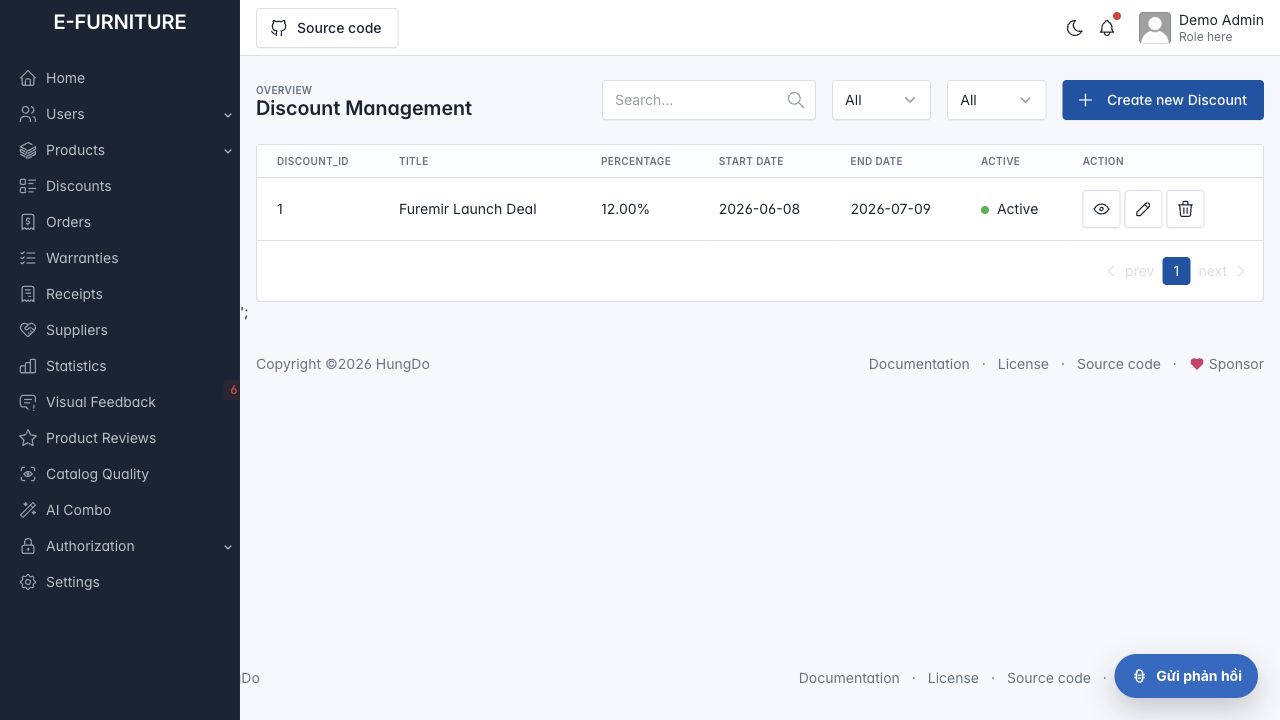 E-FURNITURE
Home
Users
Products
Discounts
Orders
Warranties
Receipts
Suppliers
Statistics
Visual Feedback 6
Product Reviews
Catalog Quality
AI Combo
Authorization
Settings
Source code
Demo Admin
Role here
OVERVIEW
Discount Management
Search…
All
All
Create new Discount
DISCOUNT_ID TITLE PERCENTAGE START DATE END DATE ACTIVE ACTION
1 Furemir Launch Deal 12.00% 2026-06-08 2026-07-09 Active
prev 1 next
';
Copyright ©2026 HungDo Documentation · License · Source code · Sponsor
Do Documentation · License · Source code ·
Gửi phản hồi